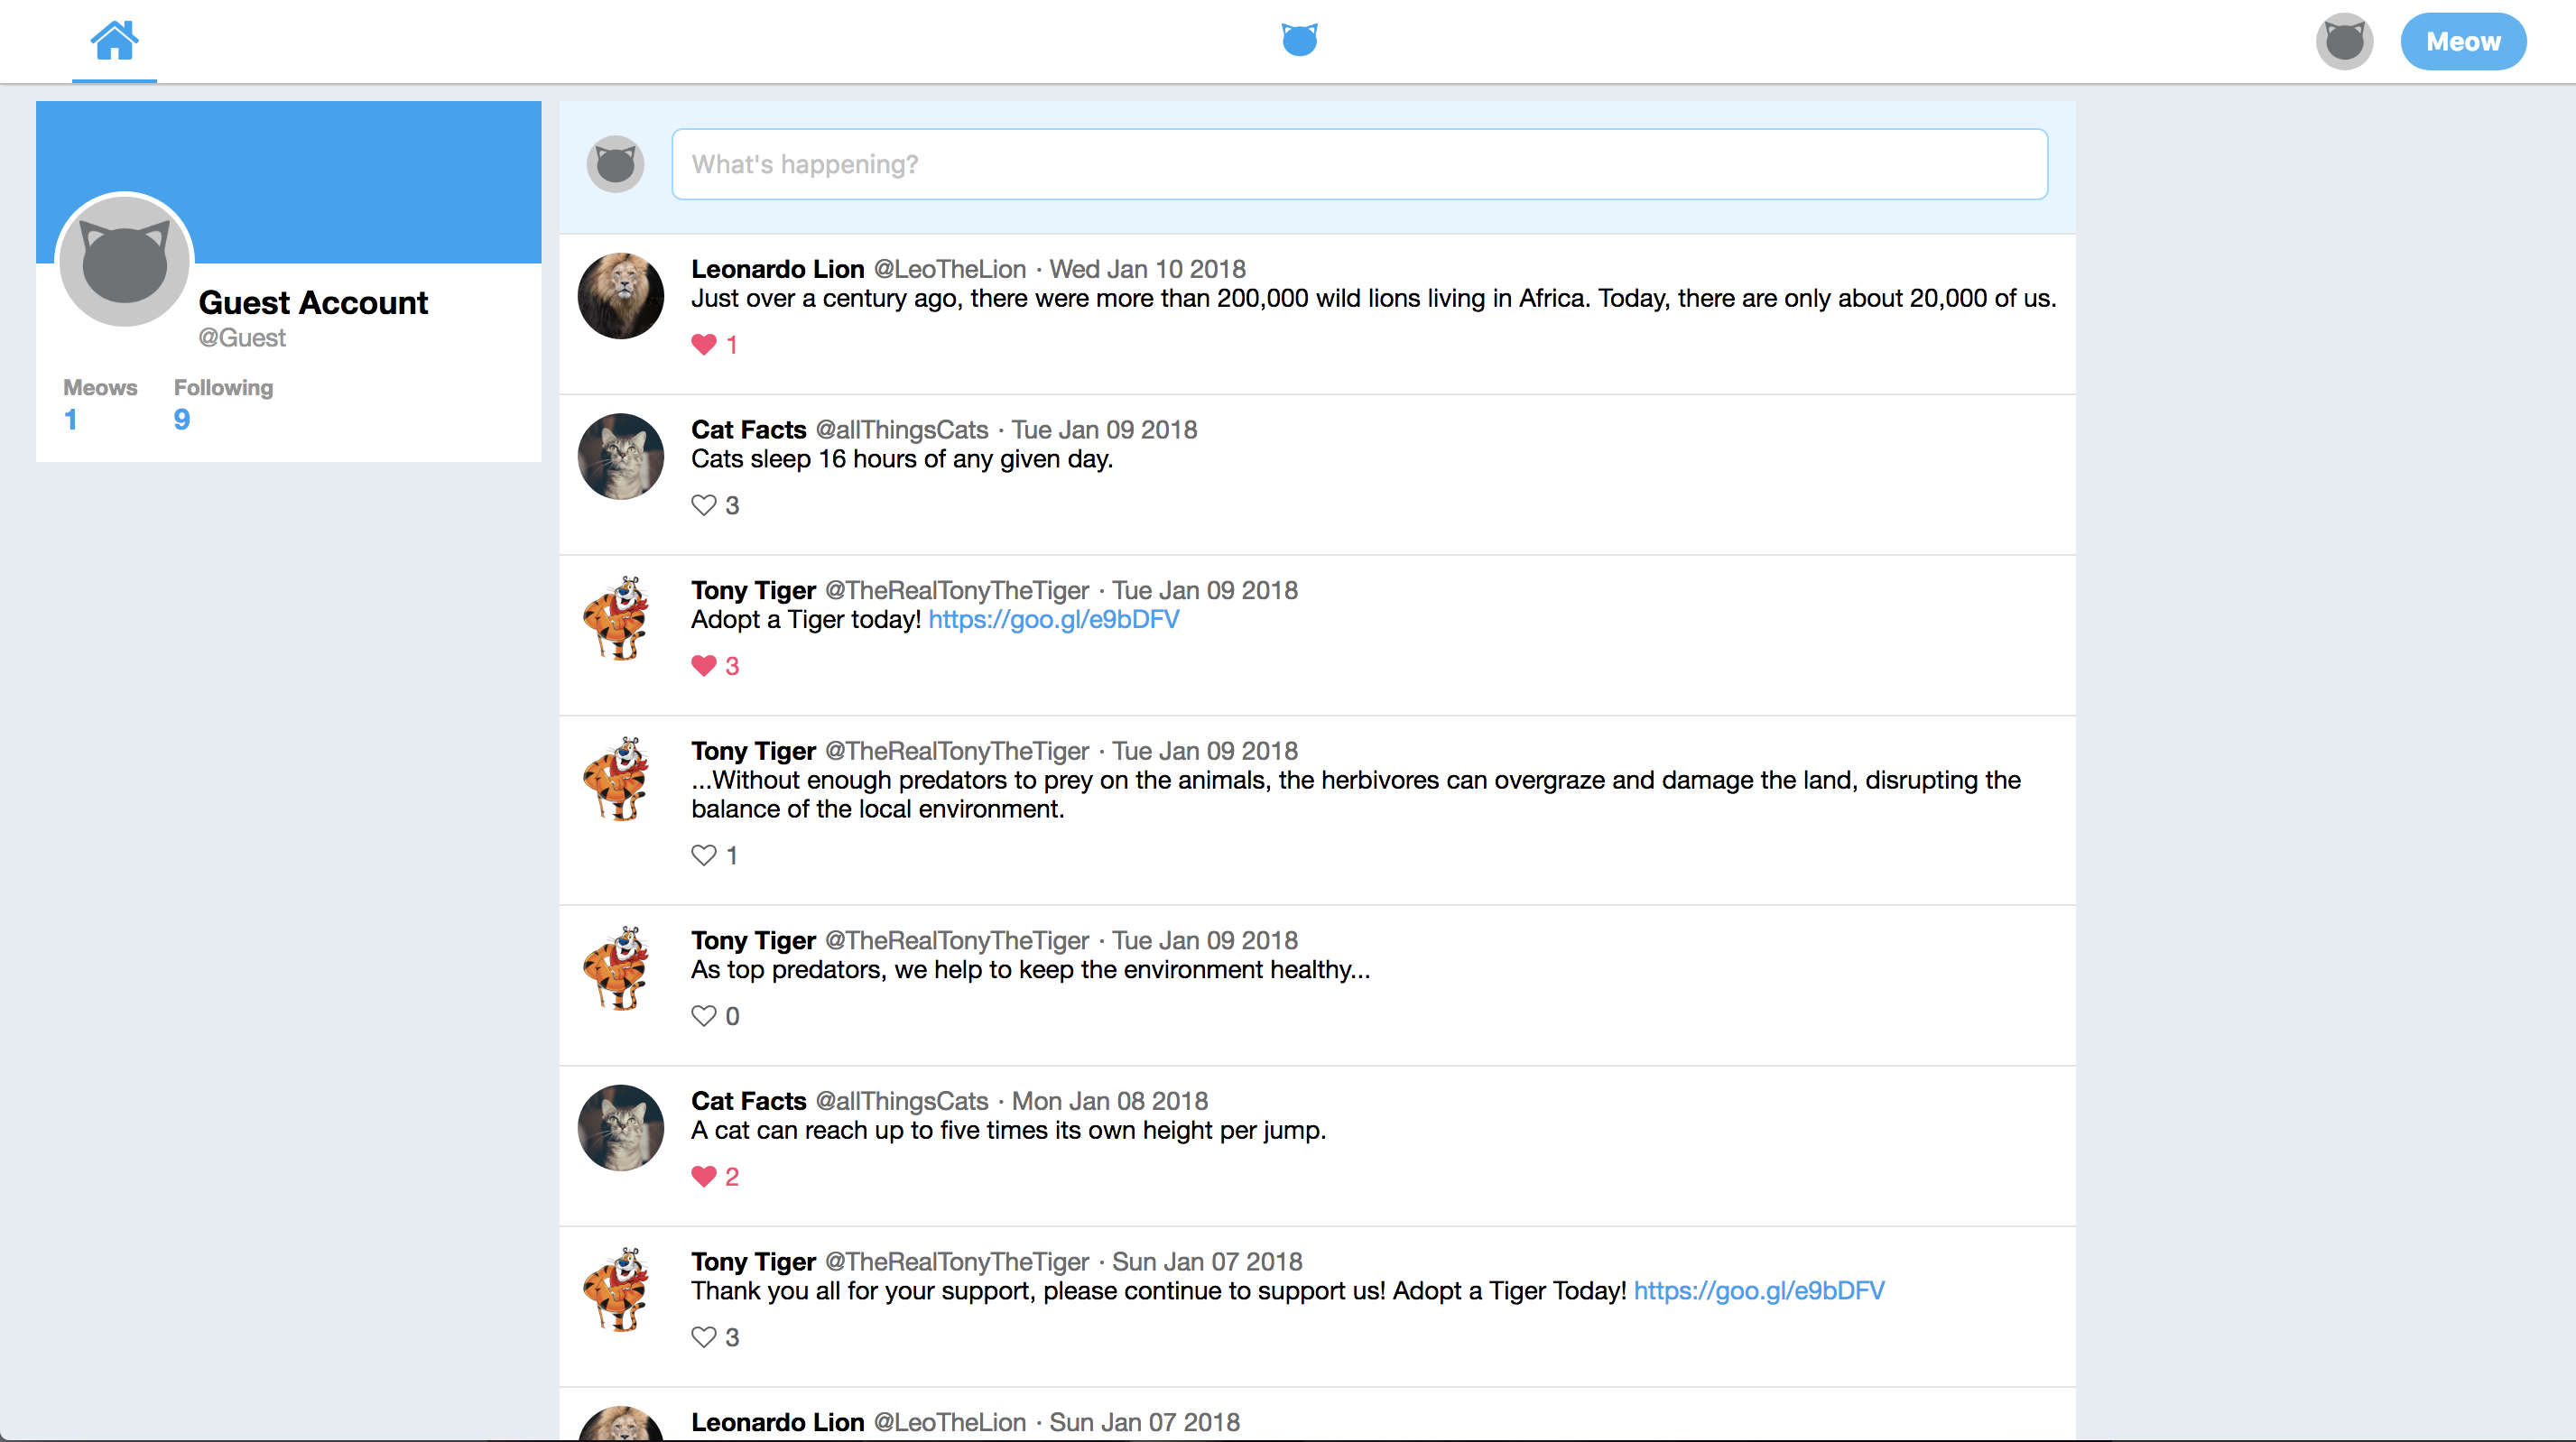 Meow
Guest Account
@Guest
Meows Following
1 9
What's happening?
Leonardo Lion @LeoTheLion · Wed Jan 10 2018
Just over a century ago, there were more than 200,000 wild lions living in Africa. Today, there are only about 20,000 of us.
1
Cat Facts @allThingsCats · Tue Jan 09 2018
Cats sleep 16 hours of any given day.
3
Tony Tiger @TheRealTonyTheTiger · Tue Jan 09 2018
Adopt a Tiger today! https://goo.gl/e9bDFV
3
Tony Tiger @TheRealTonyTheTiger · Tue Jan 09 2018
...Without enough predators to prey on the animals, the herbivores can overgraze and damage the land, disrupting the
balance of the local environment.
1
Tony Tiger @TheRealTonyTheTiger · Tue Jan 09 2018
As top predators, we help to keep the environment healthy...
0
Cat Facts @allThingsCats · Mon Jan 08 2018
A cat can reach up to five times its own height per jump.
2
Tony Tiger @TheRealTonyTheTiger · Sun Jan 07 2018
Thank you all for your support, please continue to support us! Adopt a Tiger Today! https://goo.gl/e9bDFV
3
Leonardo Lion @LeoTheLion · Sun Jan 07 2018